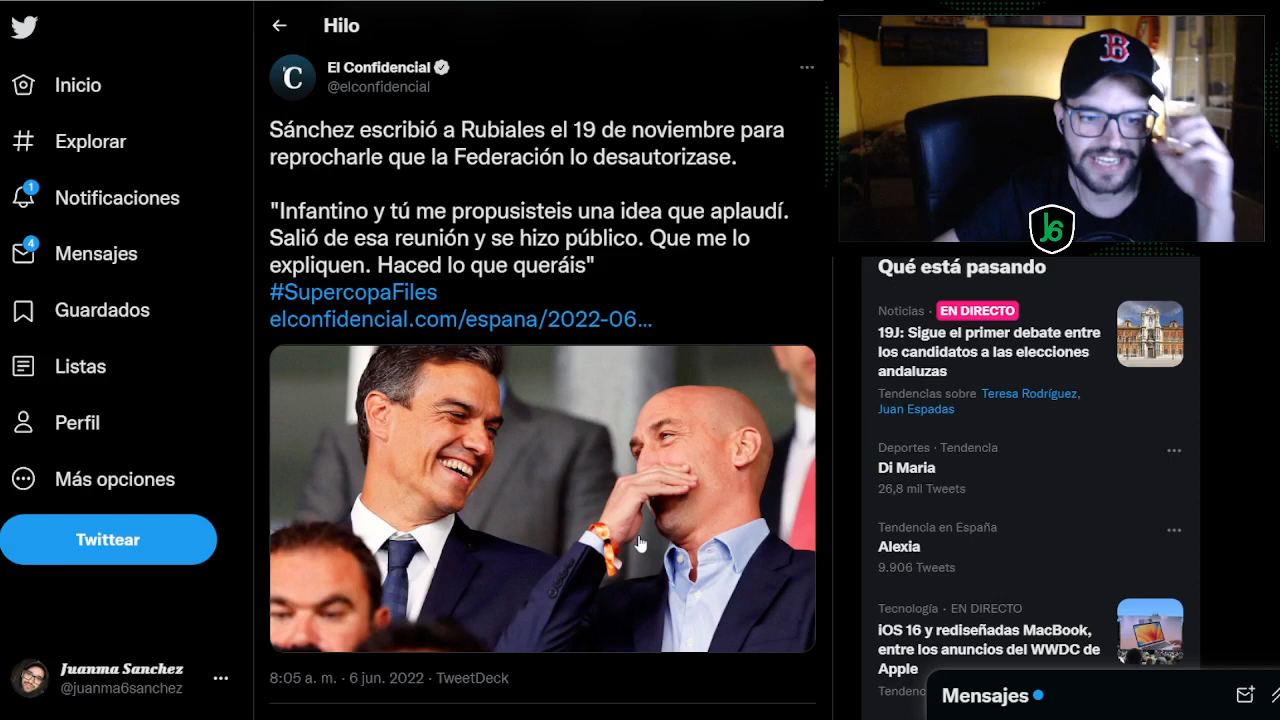 Inicio
Explorar
1
Notificaciones
4
Mensajes
Guardados
Listas
Perfil
Más opciones
Twittear
Juanma Sanchez
@juanma6sanchez
Hilo
C
El Confidencial
@elconfidencial
Sánchez escribió a Rubiales el 19 de noviembre para
reprocharle que la Federación lo desautorizase.
"Infantino y tú me propusisteis una idea que aplaudí.
Salió de esa reunión y se hizo público. Que me lo
expliquen. Haced lo que queráis"
#SupercopaFiles
elconfidencial.com/espana/2022-06...
8:05 a. m. · 6 jun. 2022 · TweetDeck
B
J6
Qué está pasando
Noticias · EN DIRECTO
19J: Sigue el primer debate entre
los candidatos a las elecciones
andaluzas
Tendencias sobre Teresa Rodríguez,
Juan Espadas
Deportes · Tendencia
Di Maria
26,8 mil Tweets
Tendencia en España
Alexia
9.906 Tweets
Tecnología · EN DIRECTO
iOS 16 y rediseñadas MacBook,
entre los anuncios del WWDC de
Apple
Tendenc
Mensajes